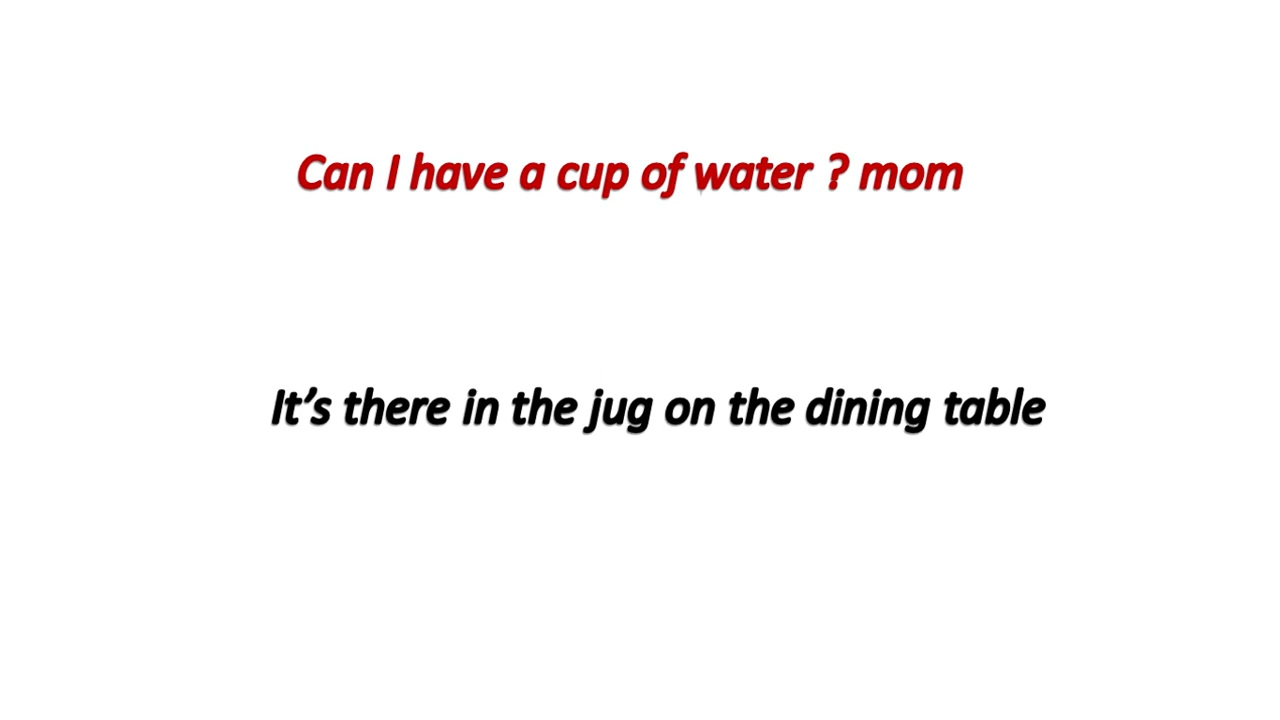 Can I have a cup of water ? mom
It’s there in the jug on the dining table